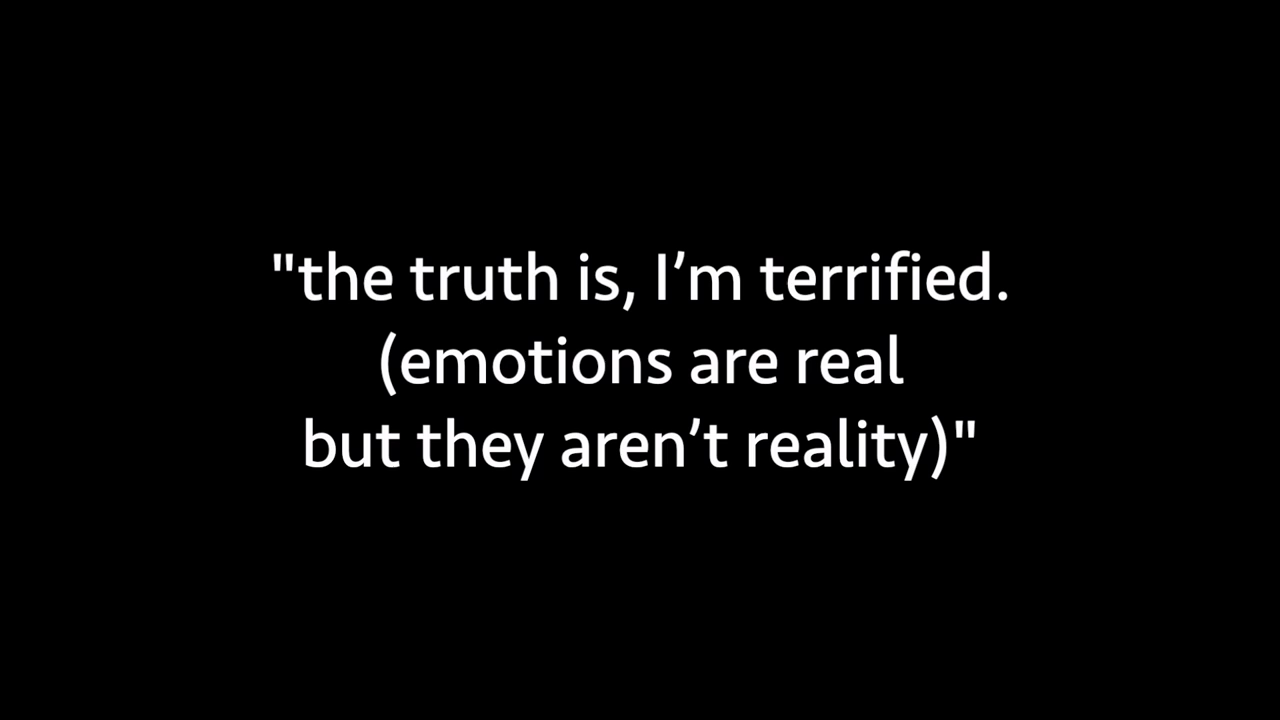 "the truth is, I’m terrified.
(emotions are real
but they aren’t reality)"